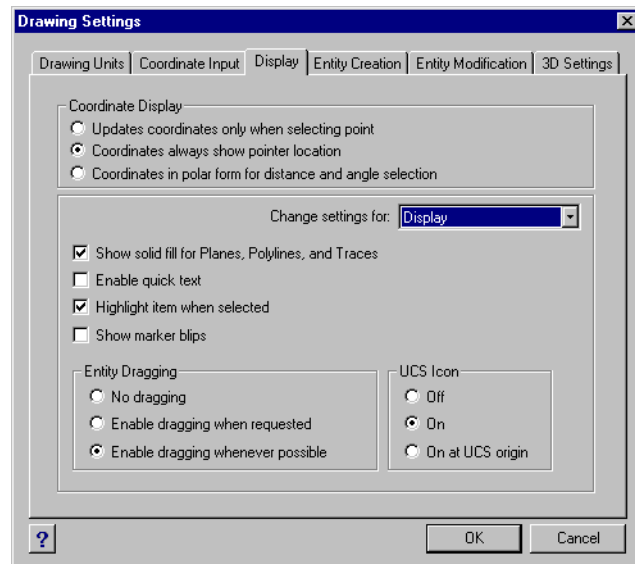 Drawing Settings
Drawing Units
Coordinate Input
Display
Entity Creation
Entity Modification
3D Settings
Coordinate Display
Updates coordinates only when selecting point
Coordinates always show pointer location
Coordinates in polar form for distance and angle selection
Change settings for: Display
Show solid fill for Planes, Polylines, and Traces
Enable quick text
Highlight item when selected
Show marker blips
Entity Dragging
No dragging
Enable dragging when requested
Enable dragging whenever possible
UCS Icon
Off
On
On at UCS origin
?
OK
Cancel